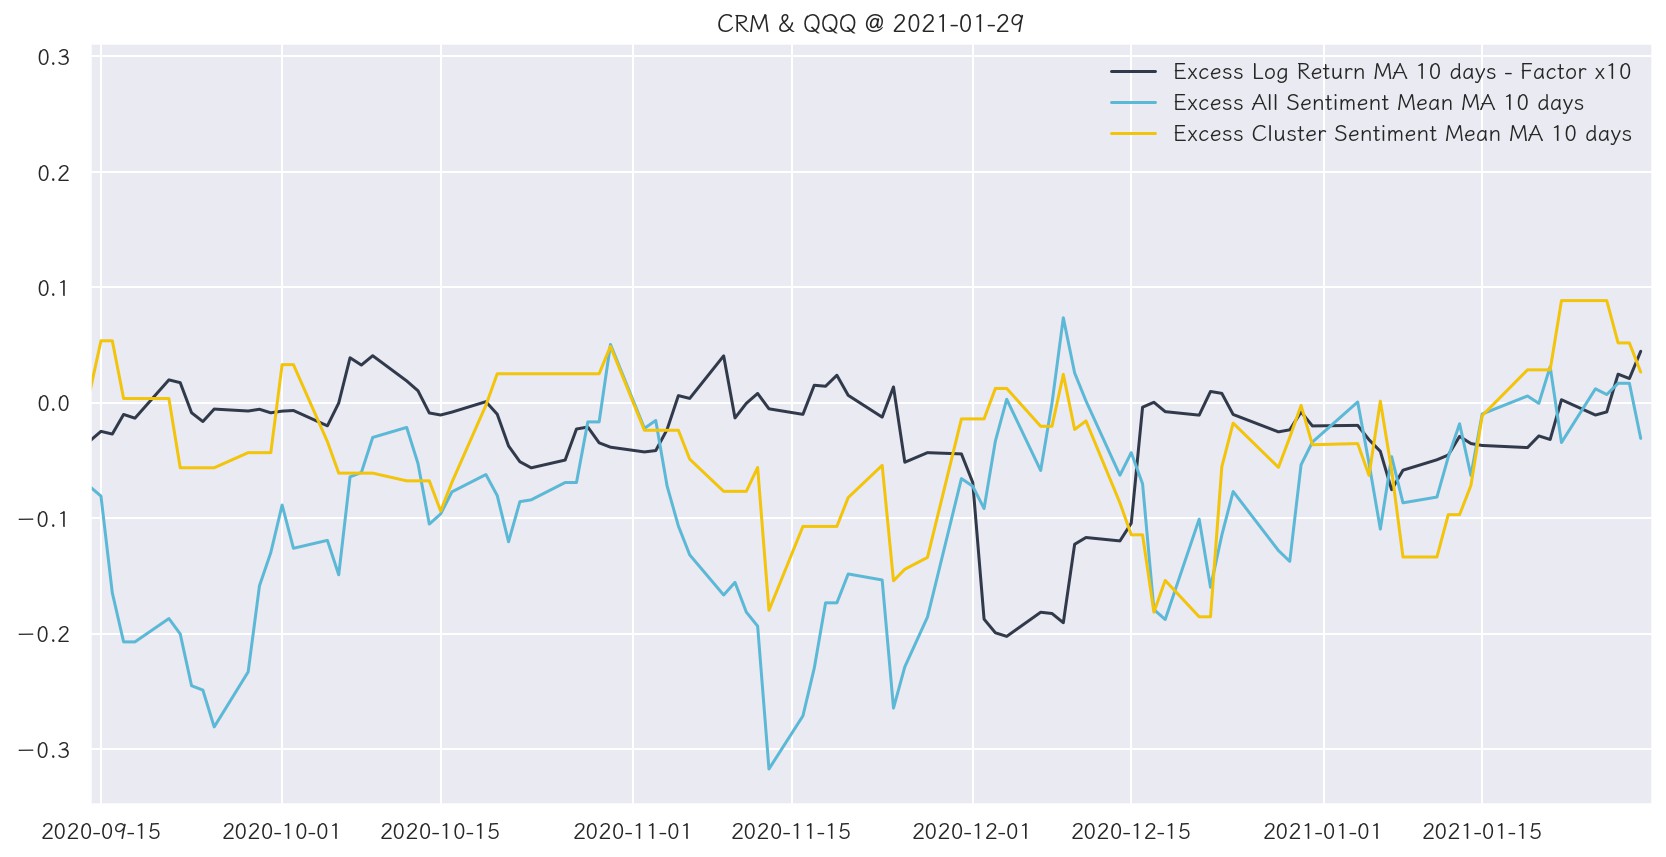 CRM & QQQ @ 2021-01-29
Excess Log Return MA 10 days - Factor x10
Excess All Sentiment Mean MA 10 days
Excess Cluster Sentiment Mean MA 10 days
0.3
0.2
0.1
0.0
−0.1
−0.2
−0.3
2020-09-15 2020-10-01 2020-10-15 2020-11-01 2020-11-15 2020-12-01 2020-12-15 2021-01-01 2021-01-15